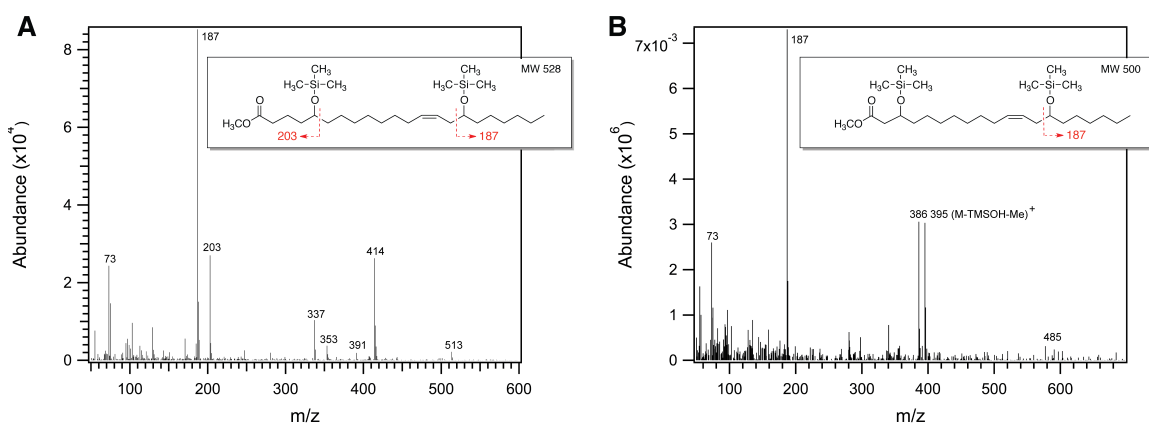 A
Abundance (x10⁴)
8
6
4
2
0
100
200
300
400
500
600
m/z
187
73
203
337
353
391
414
513
MW 528
CH₃
H₃C-Si-CH₃
O
CH₃
H₃C-Si-CH₃
O
O
H₃CO
203
187
B
Abundance (x10⁶)
7x10⁻³
6
5
4
3
2
1
0
100
200
300
400
500
600
m/z
187
73
386 395 (M-TMSOH-Me)⁺
485
MW 500
CH₃
H₃C-Si-CH₃
O
CH₃
H₃C-Si-CH₃
O
O
H₃CO
187